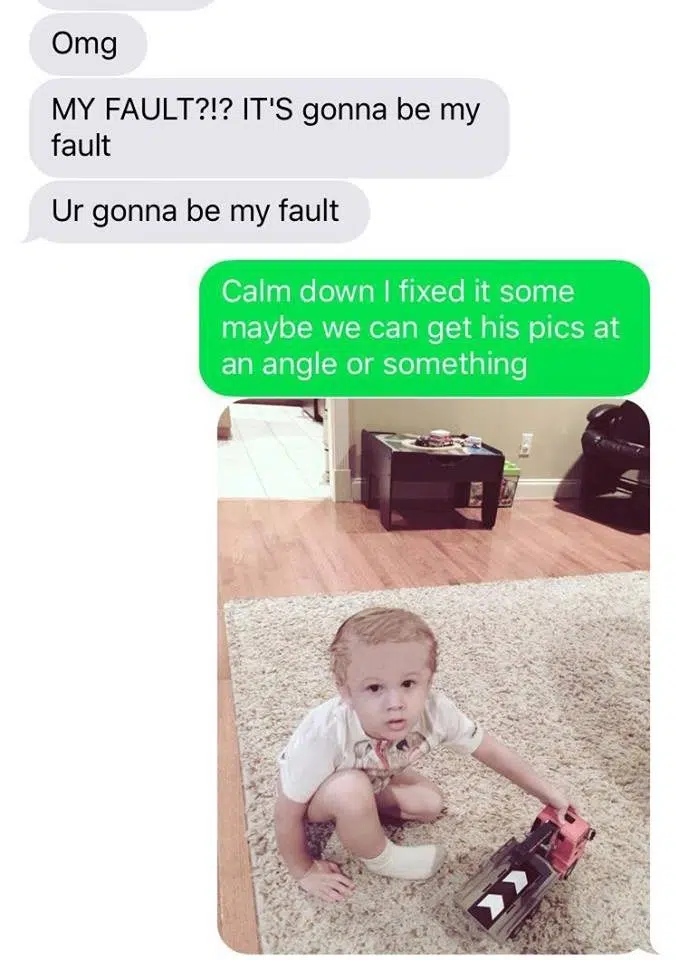 Omg
MY FAULT?!? IT'S gonna be my
fault
Ur gonna be my fault
Calm down I fixed it some
maybe we can get his pics at
an angle or something